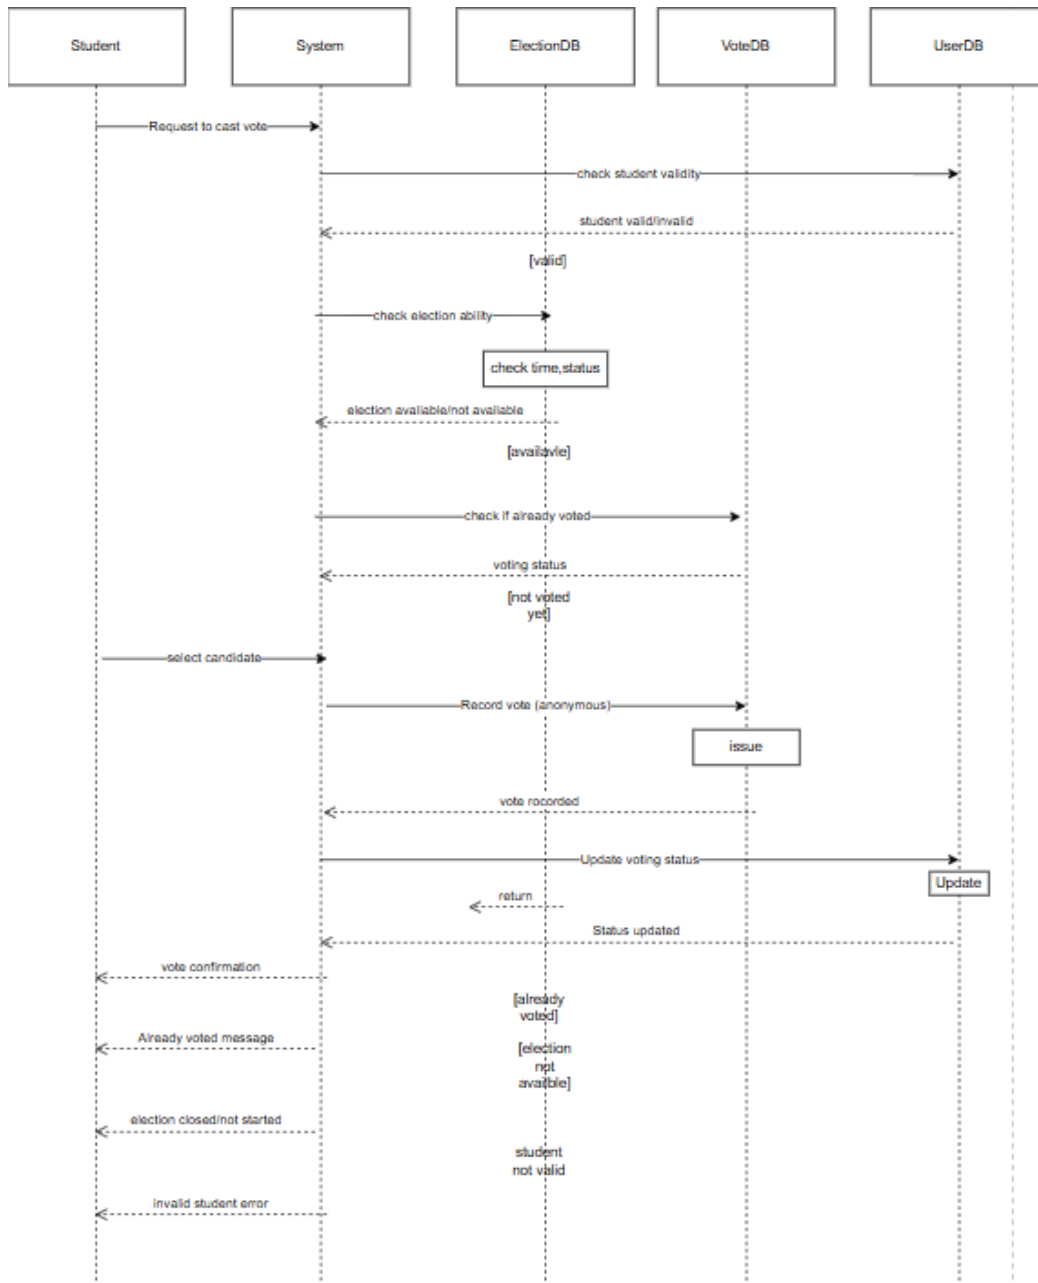 Student
System
ElectionDB
VoteDB
UserDB
Request to cast vote
check student validity
student valid/invalid
[valid]
check election ability
check time,status
election available/not available
[availavle]
check if already voted
voting status
[not voted
yet]
select candidate
Record vote (anonymous)
issue
vote rocorded
Update voting status
Update
return
Status updated
vote confirmation
[already
voted]
Already voted message
[election
not
avaible]
election closed/not started
student
not valid
invalid student error